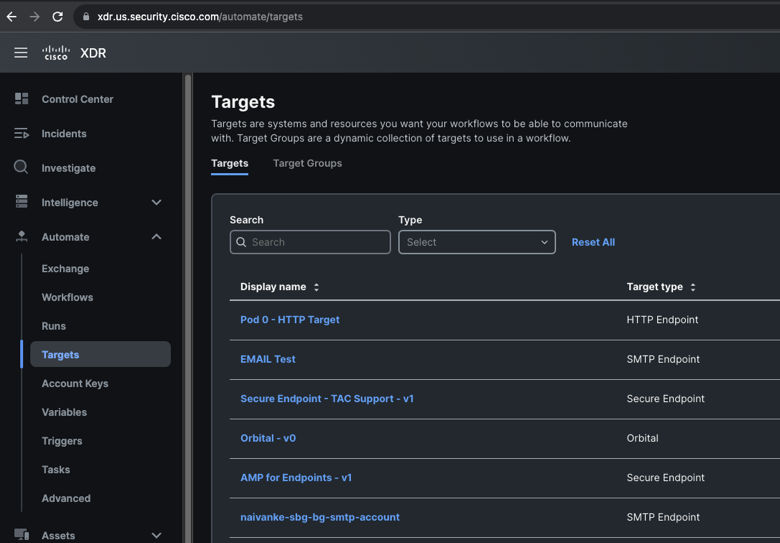 xdr.us.security.cisco.com/automate/targets
CISCO XDR
Control Center
Incidents
Investigate
Intelligence
Automate
Exchange
Workflows
Runs
Targets
Account Keys
Variables
Triggers
Tasks
Advanced
Assets
Targets
Targets are systems and resources you want your workflows to be able to communicate
with. Target Groups are a dynamic collection of targets to use in a workflow.
Targets Target Groups
Search Type
Search Select Reset All
Display name Target type
Pod 0 - HTTP Target HTTP Endpoint
EMAIL Test SMTP Endpoint
Secure Endpoint - TAC Support - v1 Secure Endpoint
Orbital - v0 Orbital
AMP for Endpoints - v1 Secure Endpoint
naivanke-sbg-bg-smtp-account SMTP Endpoint